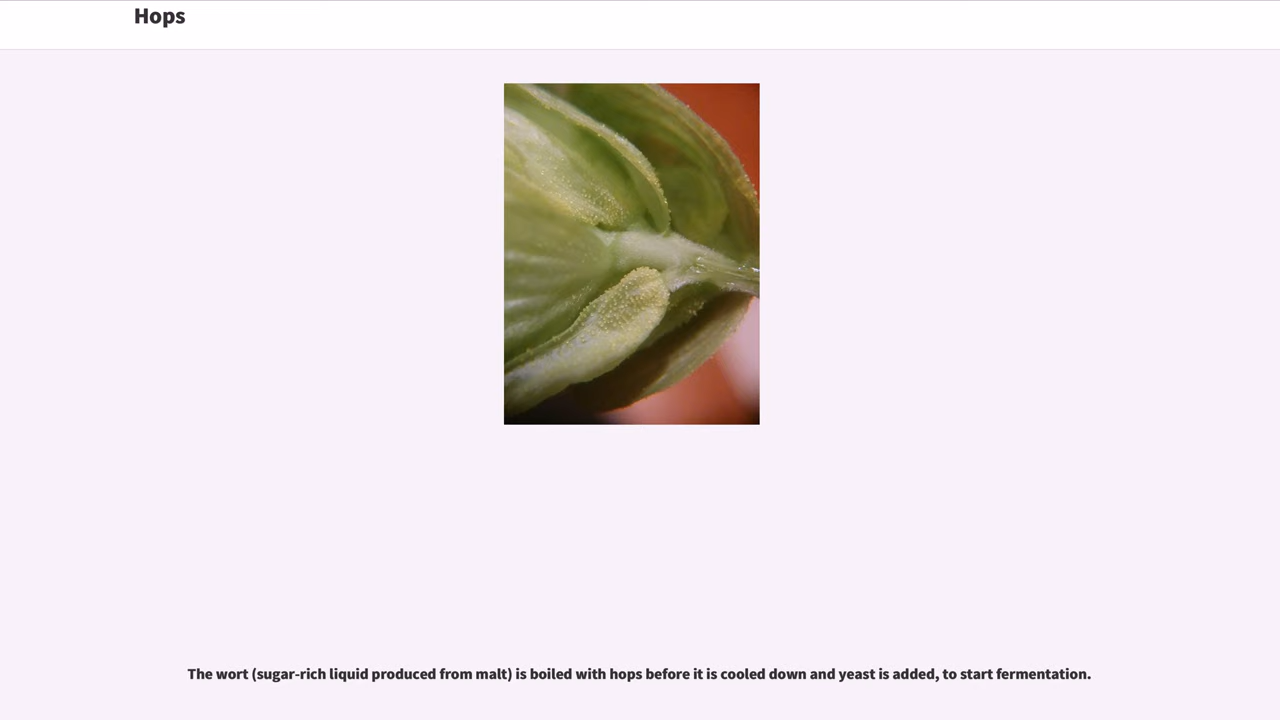 Hops
The wort (sugar-rich liquid produced from malt) is boiled with hops before it is cooled down and yeast is added, to start fermentation.